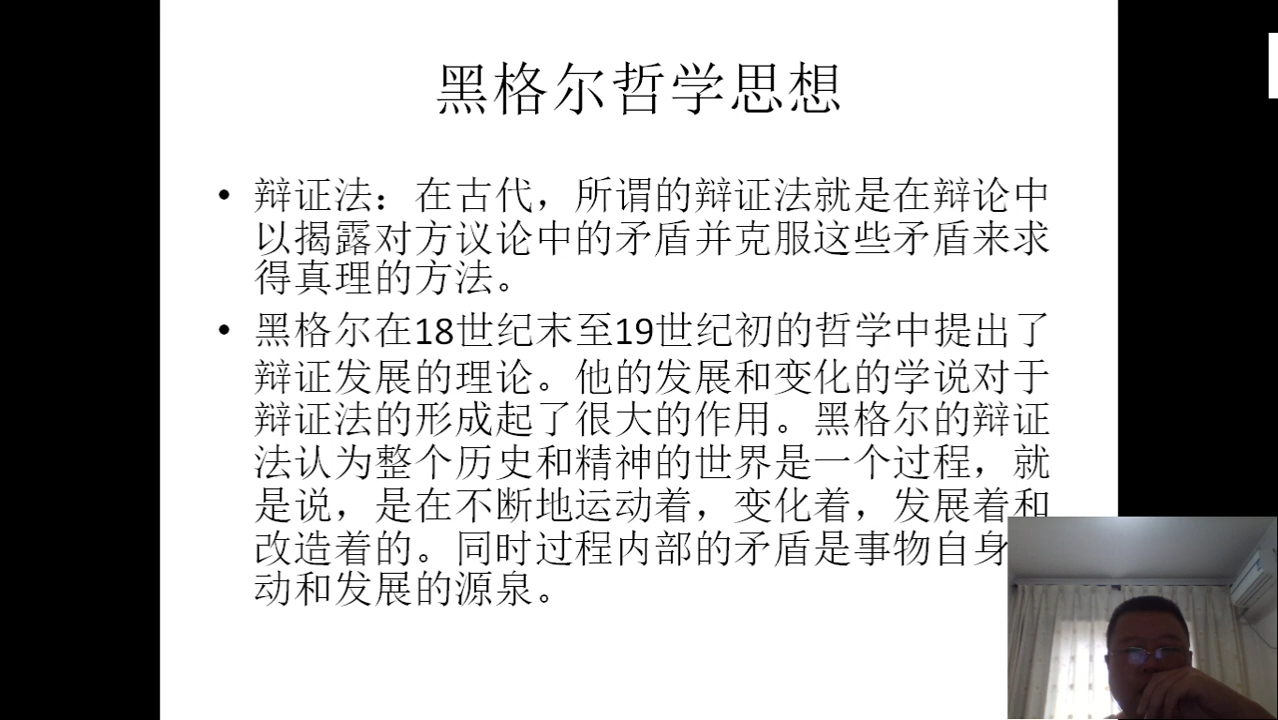 黑格尔哲学思想
• 辩证法：在古代，所谓的辩证法就是在辩论中
以揭露对方议论中的矛盾并克服这些矛盾来求
得真理的方法。
• 黑格尔在18世纪末至19世纪初的哲学中提出了
辩证发展的理论。他的发展和变化的学说对于
辩证法的形成起了很大的作用。黑格尔的辩证
法认为整个历史和精神的世界是一个过程，就
是说，是在不断地运动着，变化着，发展着和
改造着的。同时过程内部的矛盾是事物自身
动和发展的源泉。